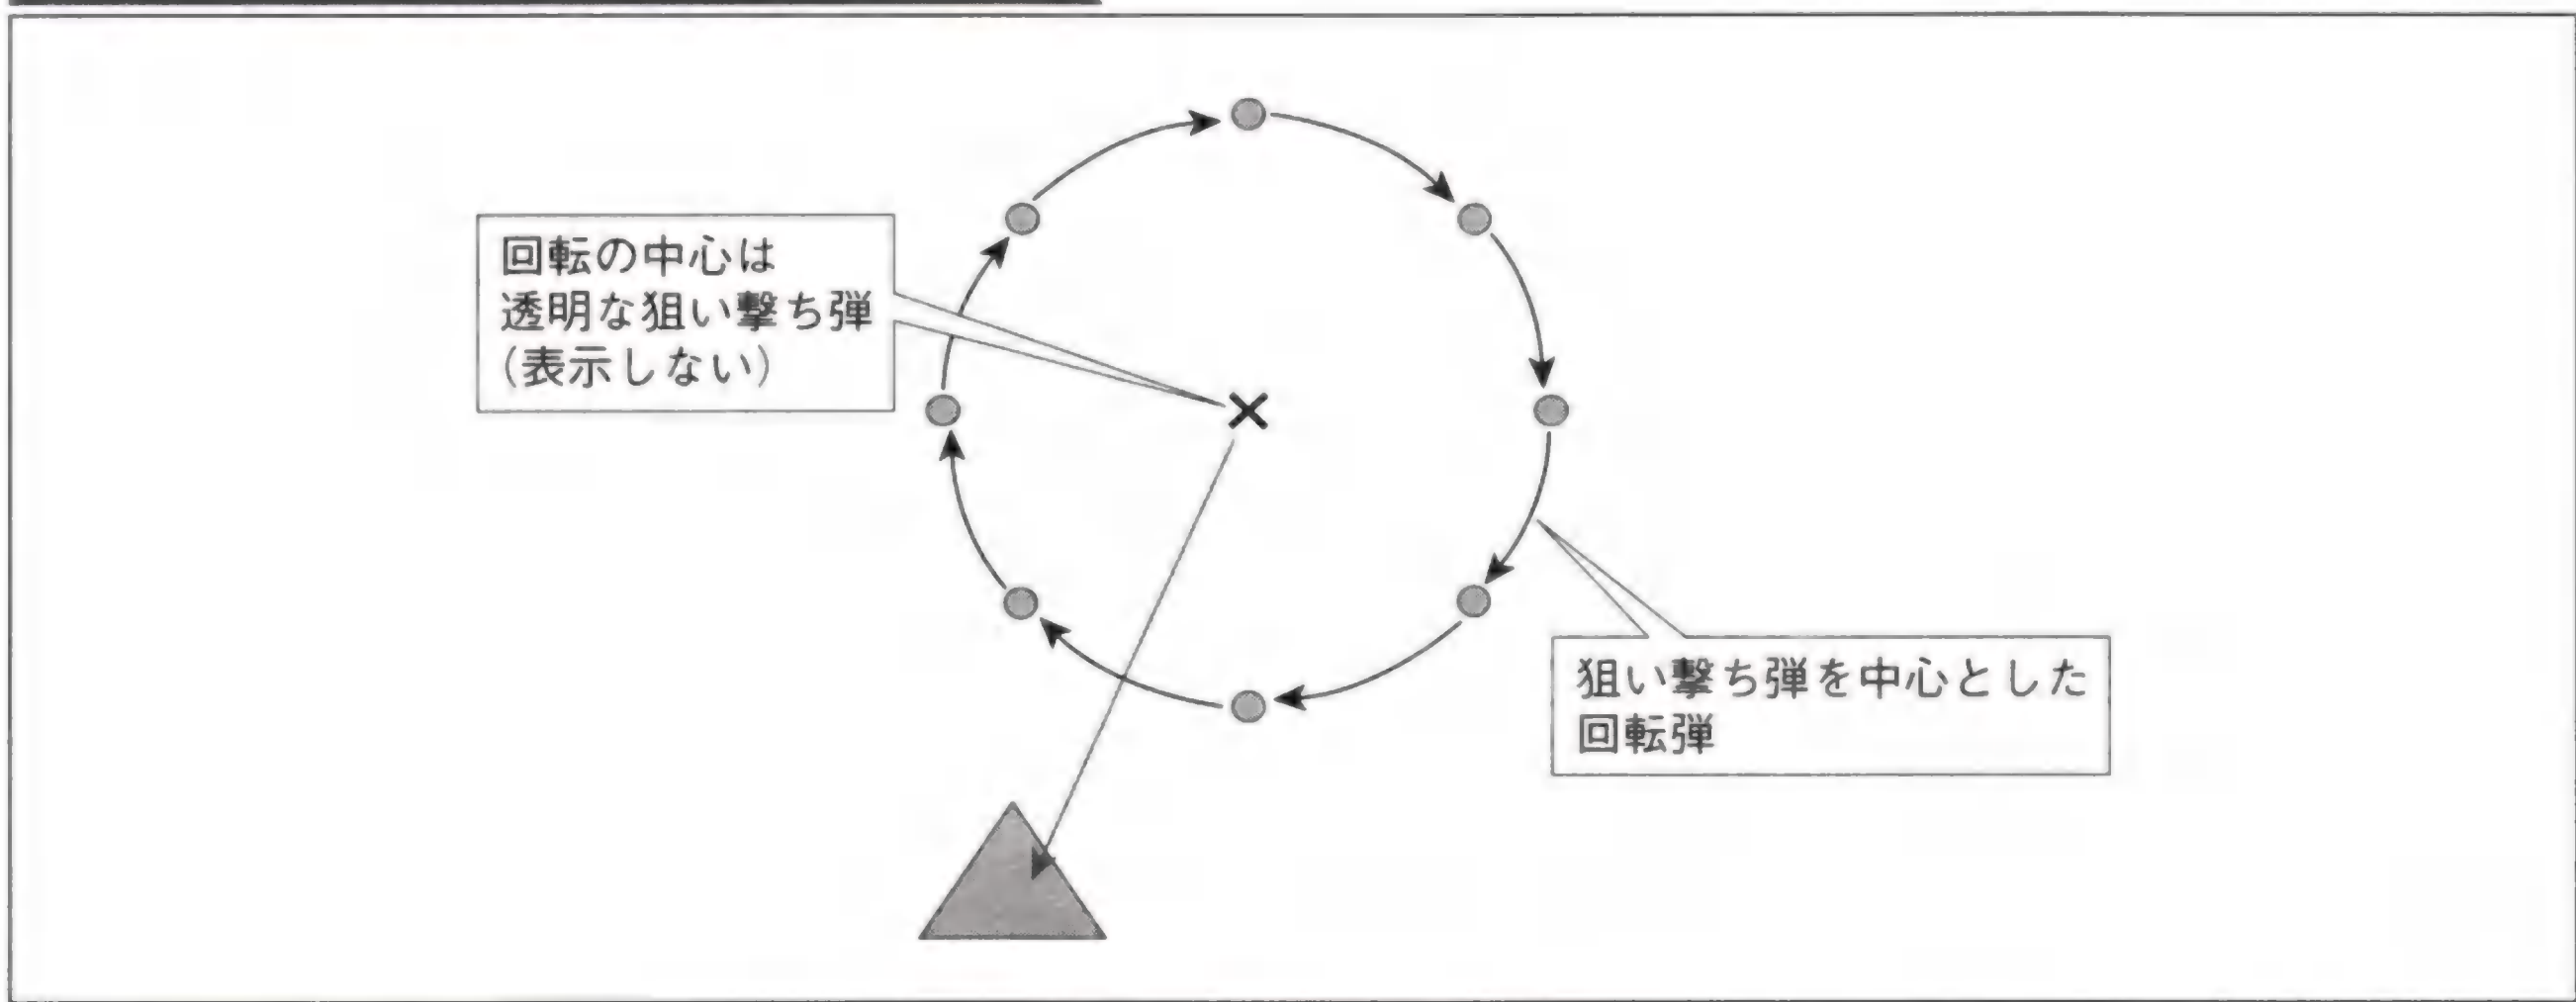 回転の中心は
透明な狙い撃ち弾
(表示しない)
狙い撃ち弾を中心とした
回転弾